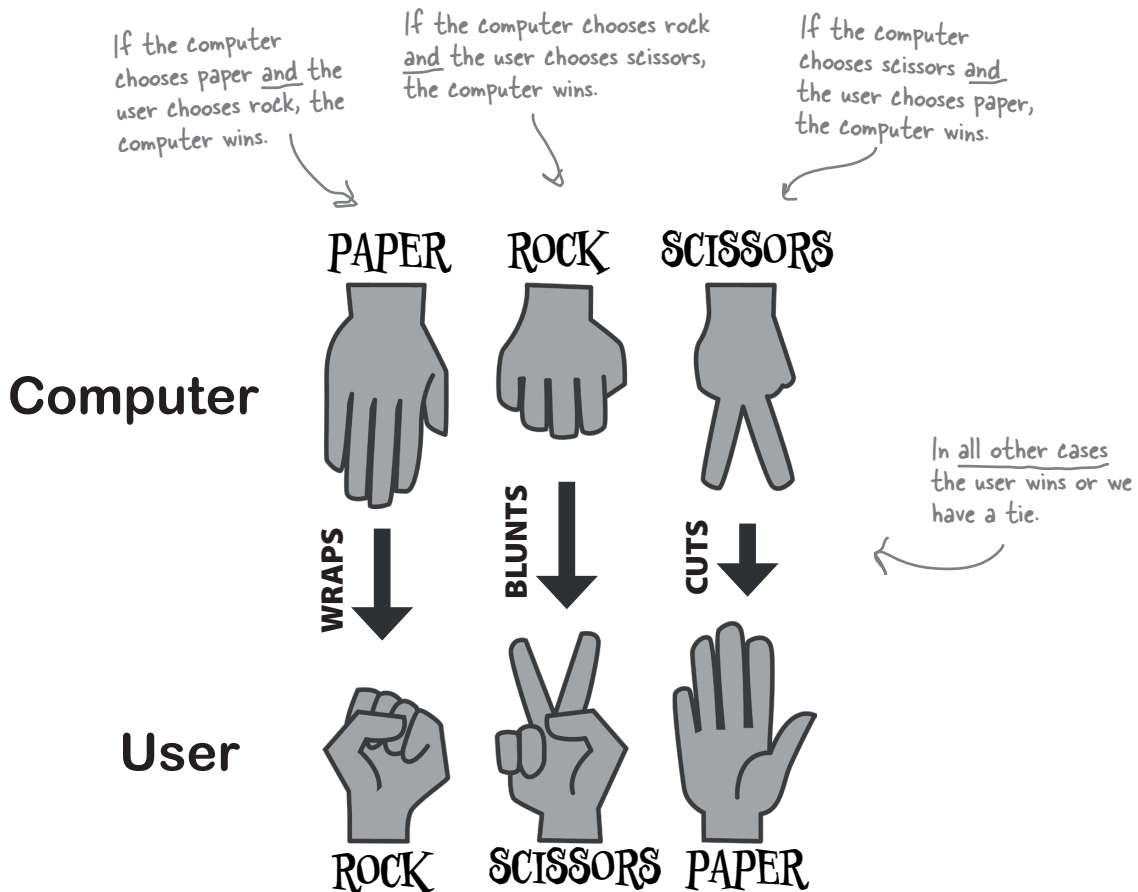 If the computer
chooses paper and the
user chooses rock, the
computer wins.
If the computer chooses rock
and the user chooses scissors,
the computer wins.
If the computer
chooses scissors and
the user chooses paper,
the computer wins.
PAPER
ROCK
SCISSORS
Computer
In all other cases
the user wins or we
have a tie.
WRAPS
BLUNTS
CUTS
User
ROCK
SCISSORS
PAPER